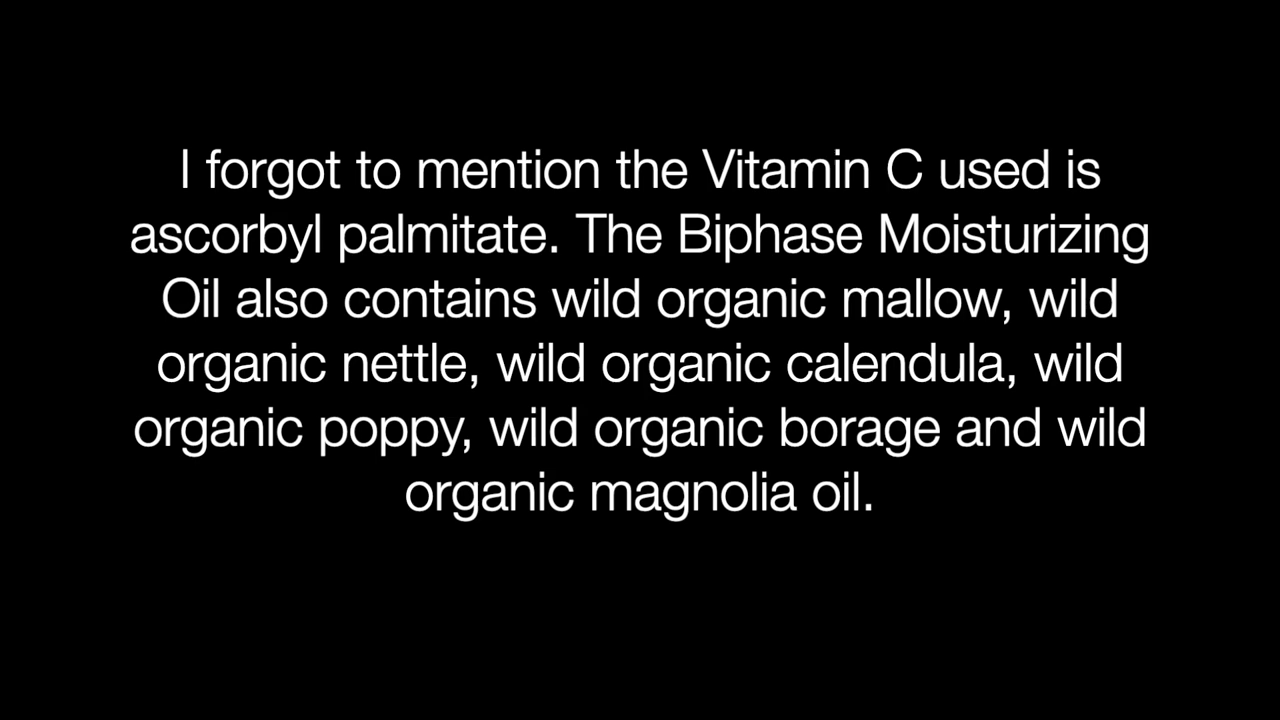 I forgot to mention the Vitamin C used is
ascorbyl palmitate. The Biphase Moisturizing
Oil also contains wild organic mallow, wild
organic nettle, wild organic calendula, wild
organic poppy, wild organic borage and wild
organic magnolia oil.